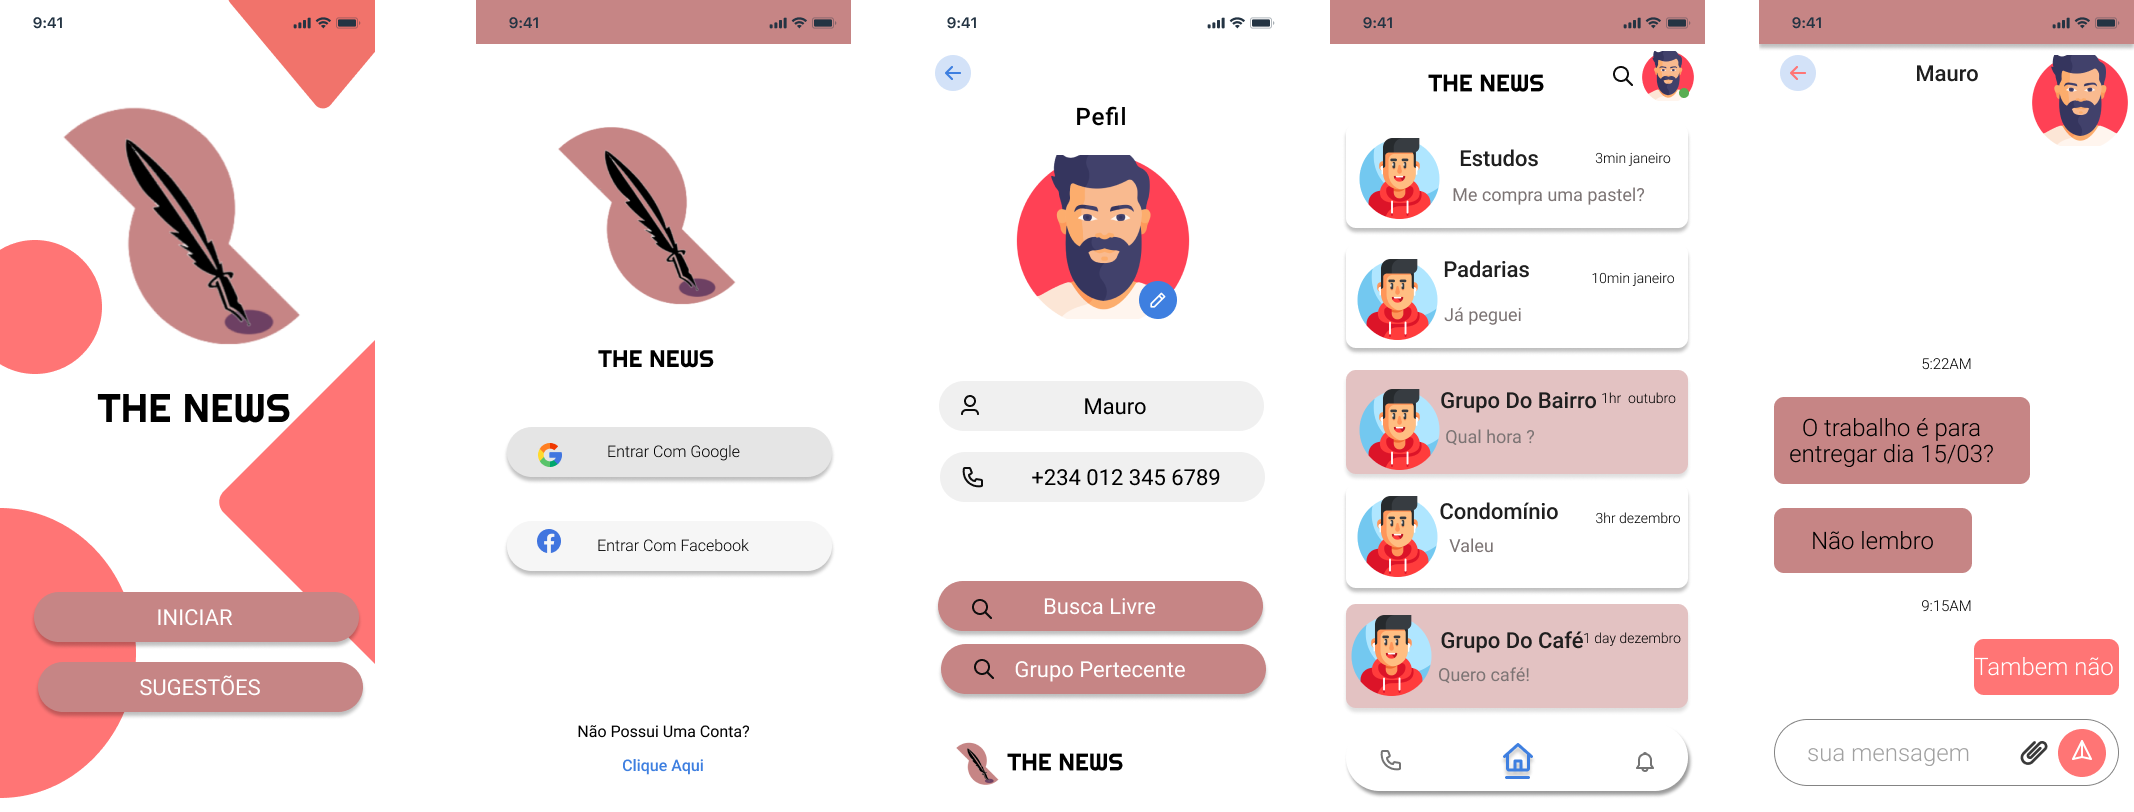 9:41
THE NEWS
INICIAR
SUGESTÕES
9:41
THE NEWS
Entrar Com Google
Entrar Com Facebook
Não Possui Uma Conta?
Clique Aqui
9:41
Pefil
Mauro
+234 012 345 6789
Busca Livre
Grupo Pertecente
THE NEWS
9:41
THE NEWS
Estudos 3min janeiro
Me compra uma pastel?
Padarias 10min janeiro
Já peguei
Grupo Do Bairro 1hr outubro
Qual hora ?
Condomínio 3hr dezembro
Valeu
Grupo Do Café 1 day dezembro
Quero café!
9:41
Mauro
5:22AM
O trabalho é para
entregar dia 15/03?
Não lembro
9:15AM
Tambem não
sua mensagem